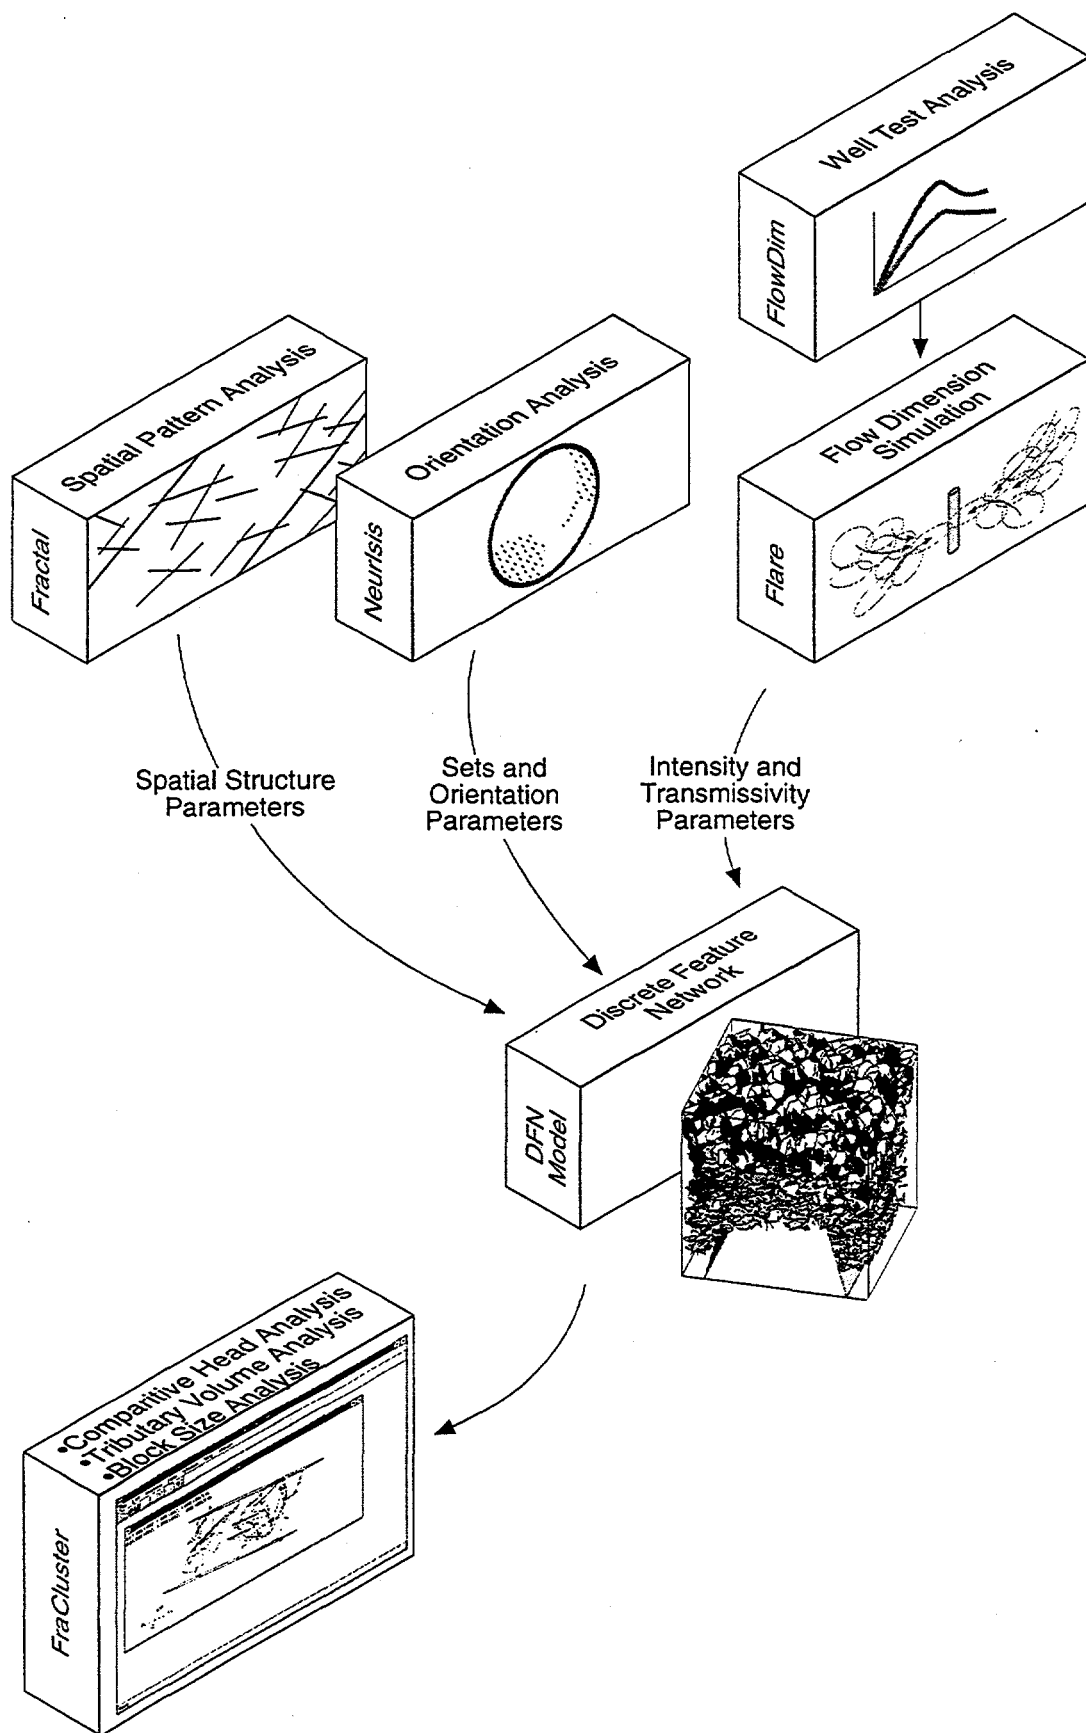 Well Test Analysis
FlowDim
Spatial Pattern Analysis
Fractal
Orientation Analysis
NeurIsis
Flow Dimension
Simulation
Flare
Spatial Structure
Parameters
Sets and
Orientation
Parameters
Intensity and
Transmissivity
Parameters
Discrete Feature
Network
DFN
Model
•Comparitive Head Analysis
•Tributary Volume Analysis
•Block Size Analysis
FraCluster